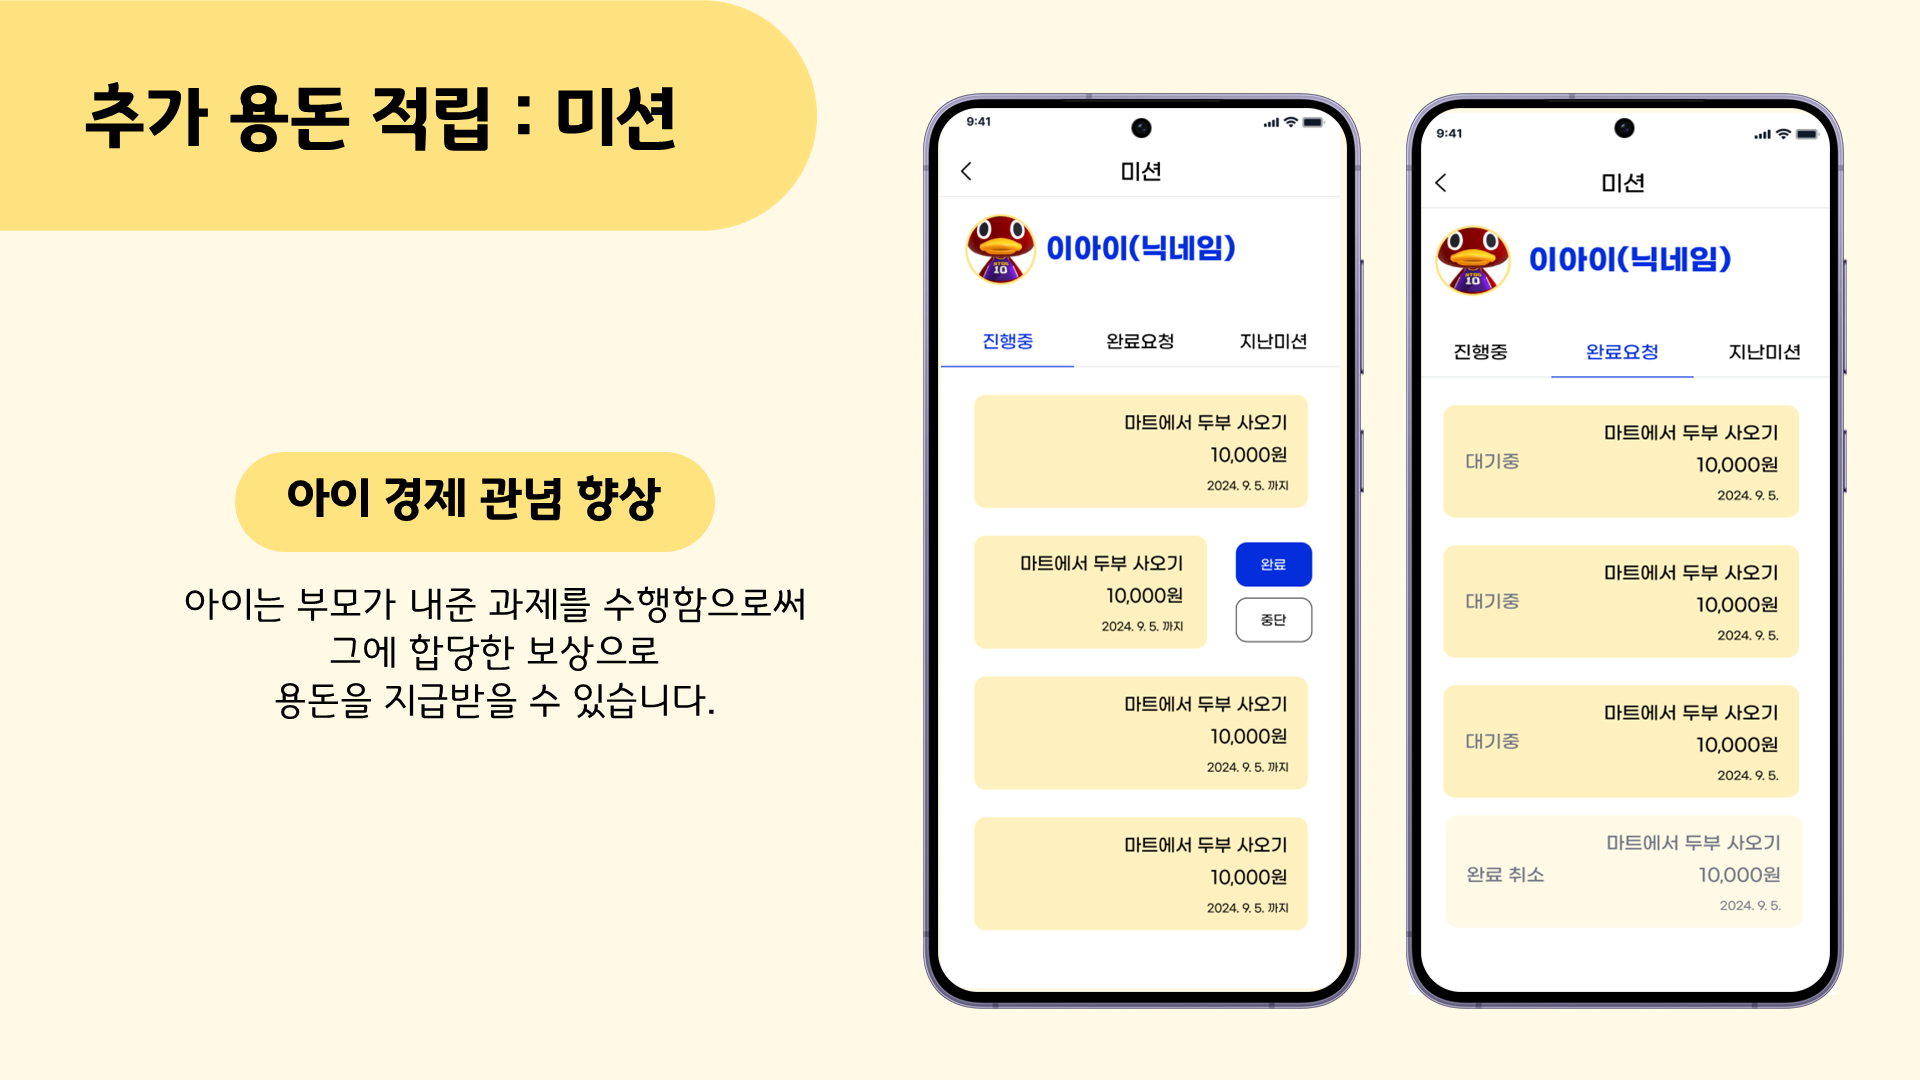 추가 용돈 적립 : 미션
아이 경제 관념 향상
아이는 부모가 내준 과제를 수행함으로써
그에 합당한 보상으로
용돈을 지급받을 수 있습니다.
9:41
미션
10
이아이(닉네임)
진행중 완료요청 지난미션
마트에서 두부 사오기
10,000원
2024. 9. 5. 까지
마트에서 두부 사오기
10,000원
2024. 9. 5. 까지
완료
중단
마트에서 두부 사오기
10,000원
2024. 9. 5. 까지
마트에서 두부 사오기
10,000원
2024. 9. 5. 까지
9:41
미션
10
이아이(닉네임)
진행중 완료요청 지난미션
대기중
마트에서 두부 사오기
10,000원
2024. 9. 5.
대기중
마트에서 두부 사오기
10,000원
2024. 9. 5.
대기중
마트에서 두부 사오기
10,000원
2024. 9. 5.
완료 취소
마트에서 두부 사오기
10,000원
2024. 9. 5.